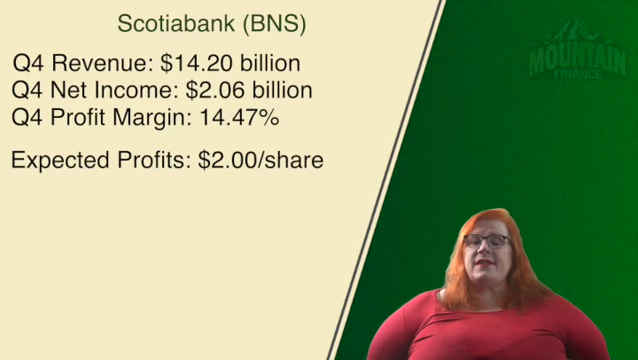 Scotiabank (BNS)
Q4 Revenue: $14.20 billion
Q4 Net Income: $2.06 billion
Q4 Profit Margin: 14.47%
Expected Profits: $2.00/share
MOUNTAIN
FINANCE